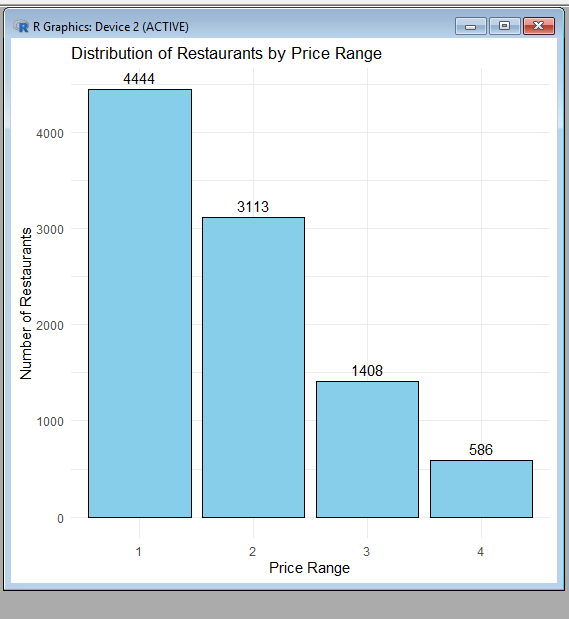 R Graphics: Device 2 (ACTIVE)
Distribution of Restaurants by Price Range
4444
3113
1408
586
4000
3000
2000
1000
0
Number of Restaurants
1 2 3 4
Price Range